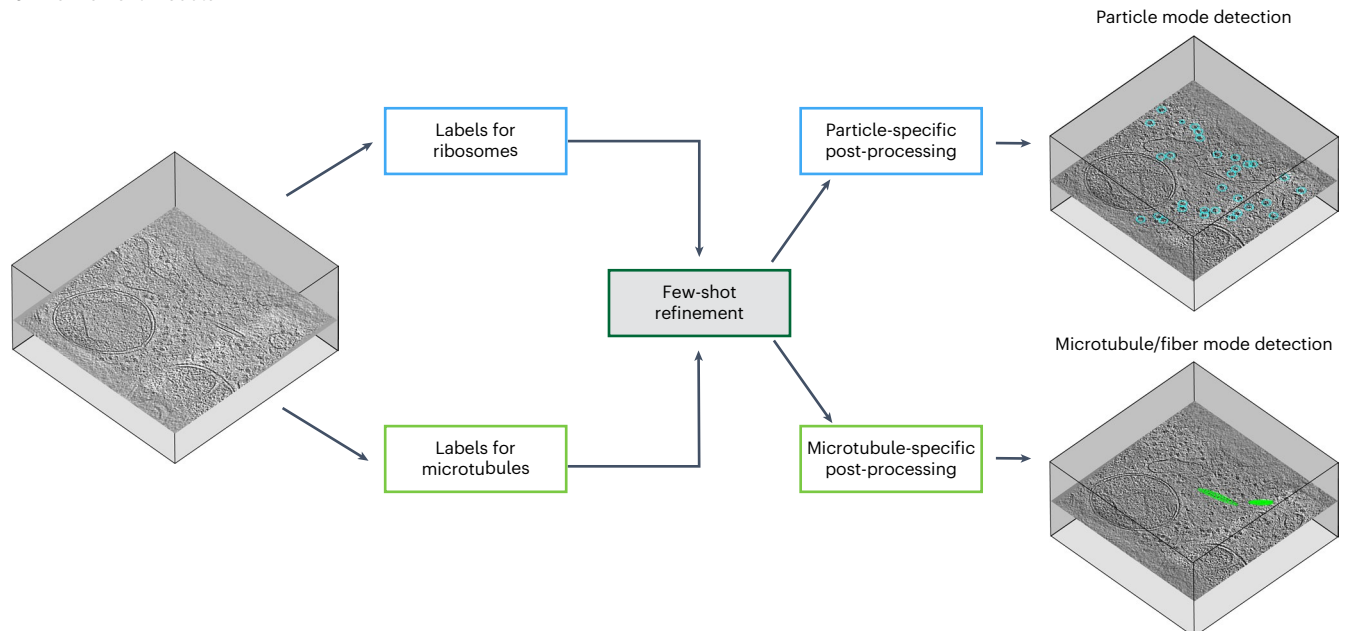 Particle mode detection
Labels for
ribosomes
Particle-specific
post-processing
Few-shot
refinement
Microtubule/fiber mode detection
Labels for
microtubules
Microtubule-specific
post-processing